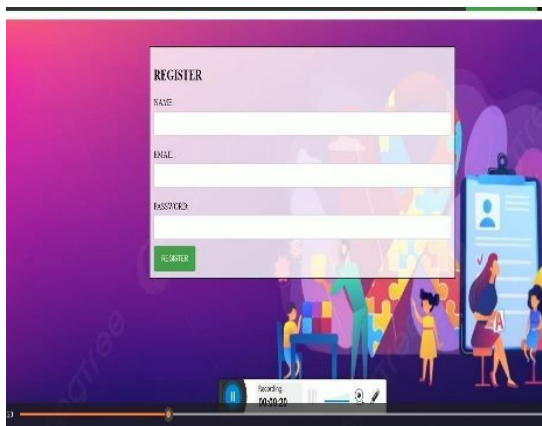 REGISTER
NAME:
EMAIL:
PASSWORD:
REGISTER
A
Recording...
00:00:20